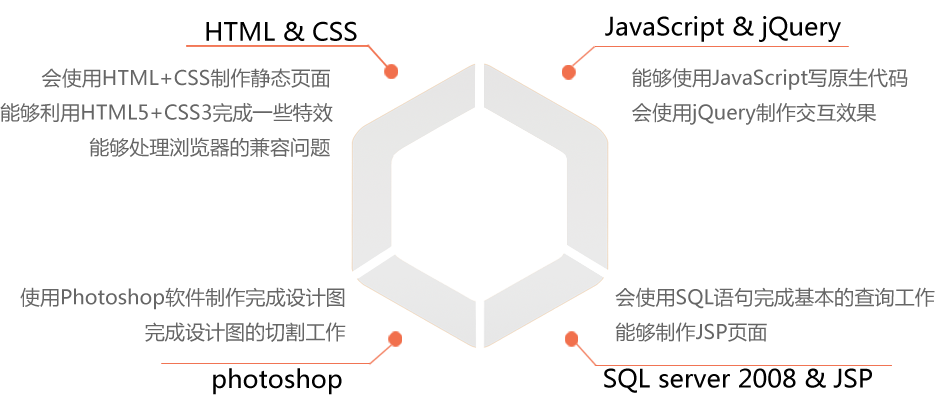 HTML & CSS
会使用HTML+CSS制作静态页面
能够利用HTML5+CSS3完成一些特效
能够处理浏览器的兼容问题
JavaScript & jQuery
能够使用JavaScript写原生代码
会使用jQuery制作交互效果
使用Photoshop软件制作完成设计图
完成设计图的切割工作
photoshop
会使用SQL语句完成基本的查询工作
能够制作JSP页面
SQL server 2008 & JSP